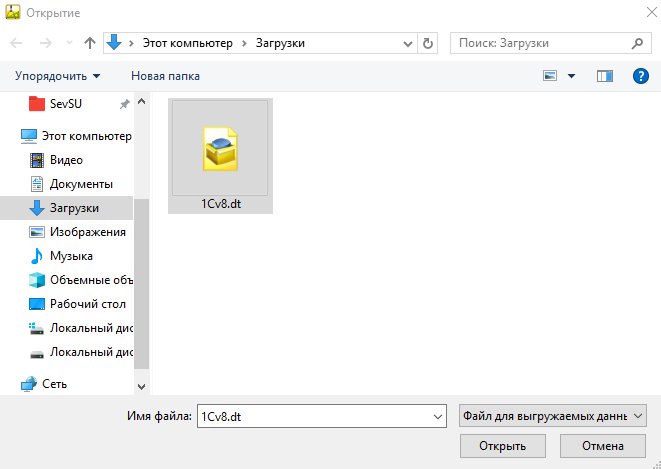 Открытие
Этот компьютер
Загрузки
Поиск: Загрузки
Упорядочить
Новая папка
?
SevSU
Этот компьютер
Видео
Документы
Загрузки
Изображения
Музыка
Объемные объ
Рабочий стол
Локальный дис
Локальный дис
Сеть
1Cv8.dt
Имя файла:
1Cv8.dt
Файл для выгружаемых данны
Открыть
Отмена